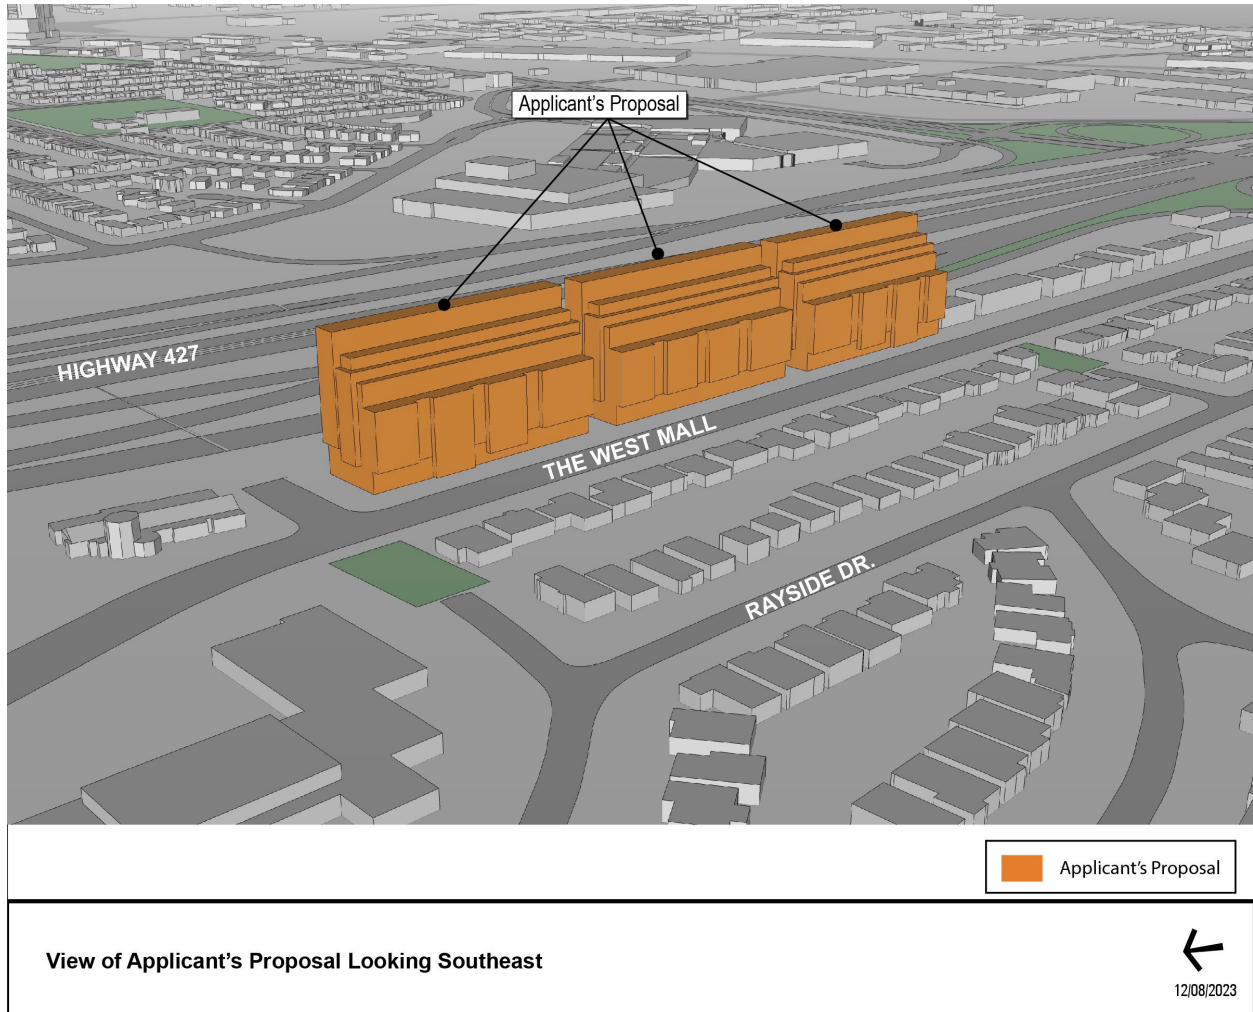 Applicant's Proposal
HIGHWAY 427
THE WEST MALL
RAYSIDE DR.
Applicant's Proposal
View of Applicant's Proposal Looking Southeast
12/08/2023